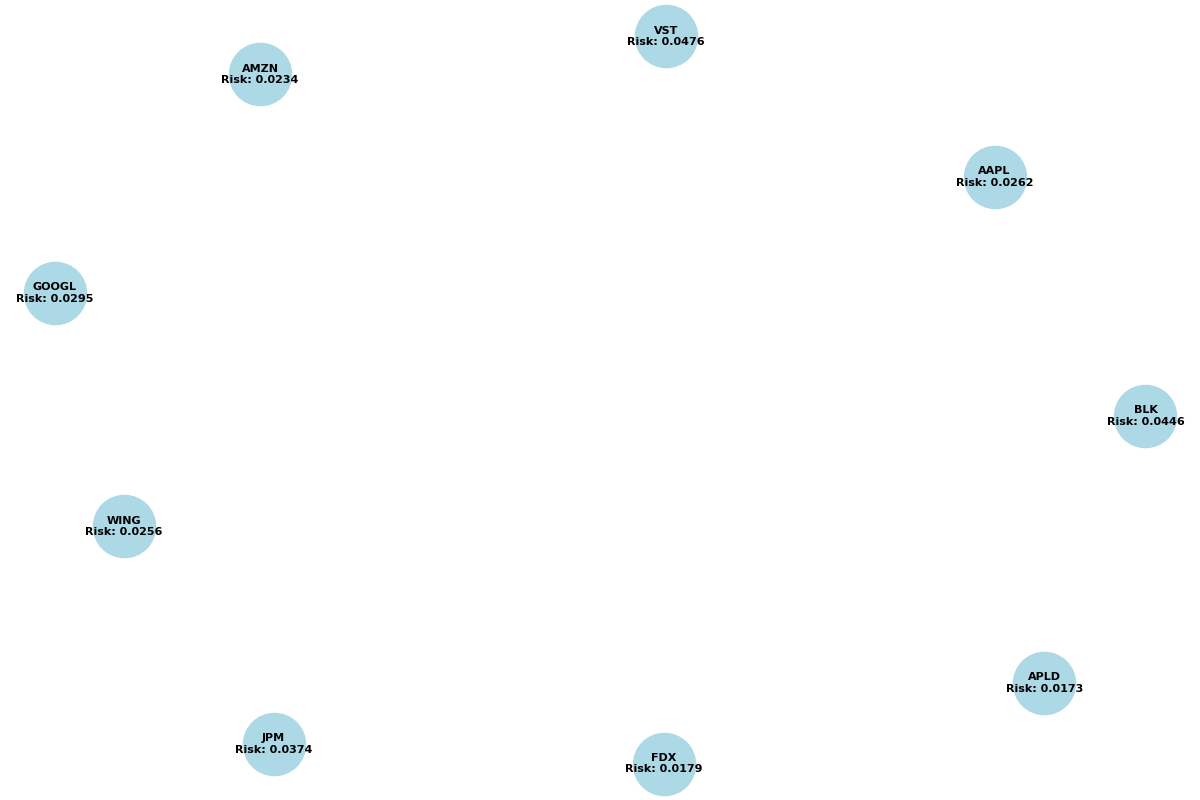 VST
Risk: 0.0476
AMZN
Risk: 0.0234
AAPL
Risk: 0.0262
GOOGL
Risk: 0.0295
BLK
Risk: 0.0446
WING
Risk: 0.0256
APLD
Risk: 0.0173
JPM
Risk: 0.0374
FDX
Risk: 0.0179